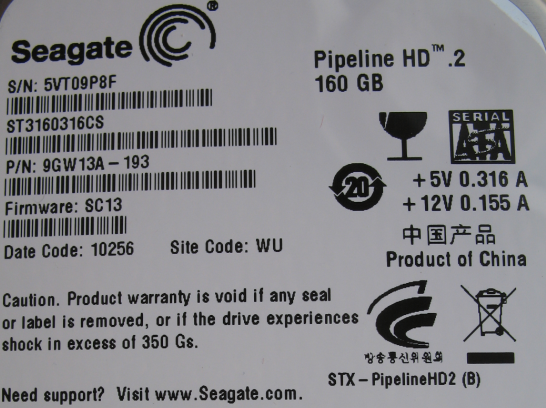 Seagate ®
Pipeline HD™.2
160 GB
S/N: 5VT09P8F
ST3160316CS
P/N: 9GW13A-193
Firmware: SC13
Date Code: 10256 Site Code: WU
SERIAL
ATA
20
+5V 0.316 A
+12V 0.155 A
中国产品
Product of China
Caution. Product warranty is void if any seal
or label is removed, or if the drive experiences
shock in excess of 350 Gs.
방송통신위원회
STX-PipelineHD2 (B)
Need support? Visit www.Seagate.com.